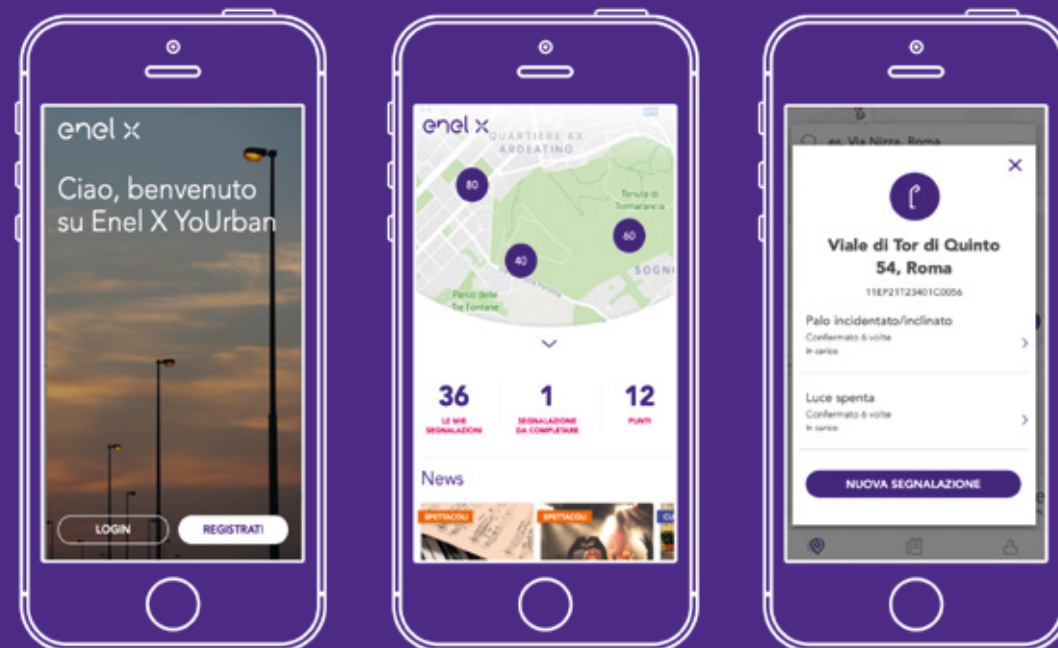 enel x
Ciao, benvenuto
su Enel X YoUrban
LOGIN
REGISTRATI
enel x
QUARTIERE XX
ARDEATINO
80
Tenuta di
Tormarancia
60
40
SOGNO
Parco delle
Tre Fontane
36
LE MIE
SEGNALAZIONI
1
SEGNALAZIONE
DA COMPLETARE
12
PUNTI
News
SPETTACOLI
SPETTACOLI
es. Via Nizza, Roma
Viale di Tor di Quinto
54, Roma
11EP21T23401C0056
Palo incidentato/inclinato
Confermato 6 volte
In carico
Luce spenta
Confermato 6 volte
In carico
NUOVA SEGNALAZIONE